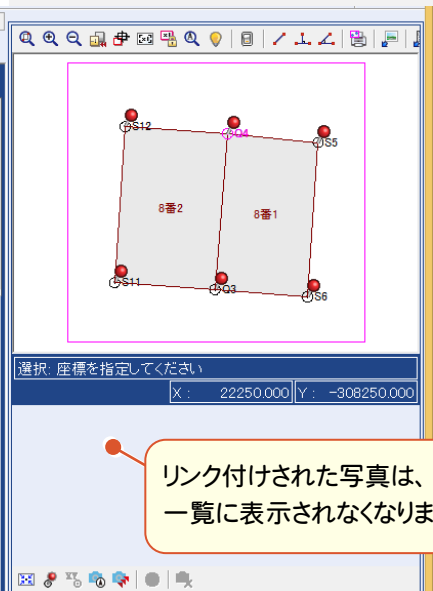 S12
Q4
S5
8番2
8番1
S11
Q3
S6
選択: 座標を指定してください
X : 22250.000 Y : -308250.000
リンク付けされた写真は、
一覧に表示されなくなりま